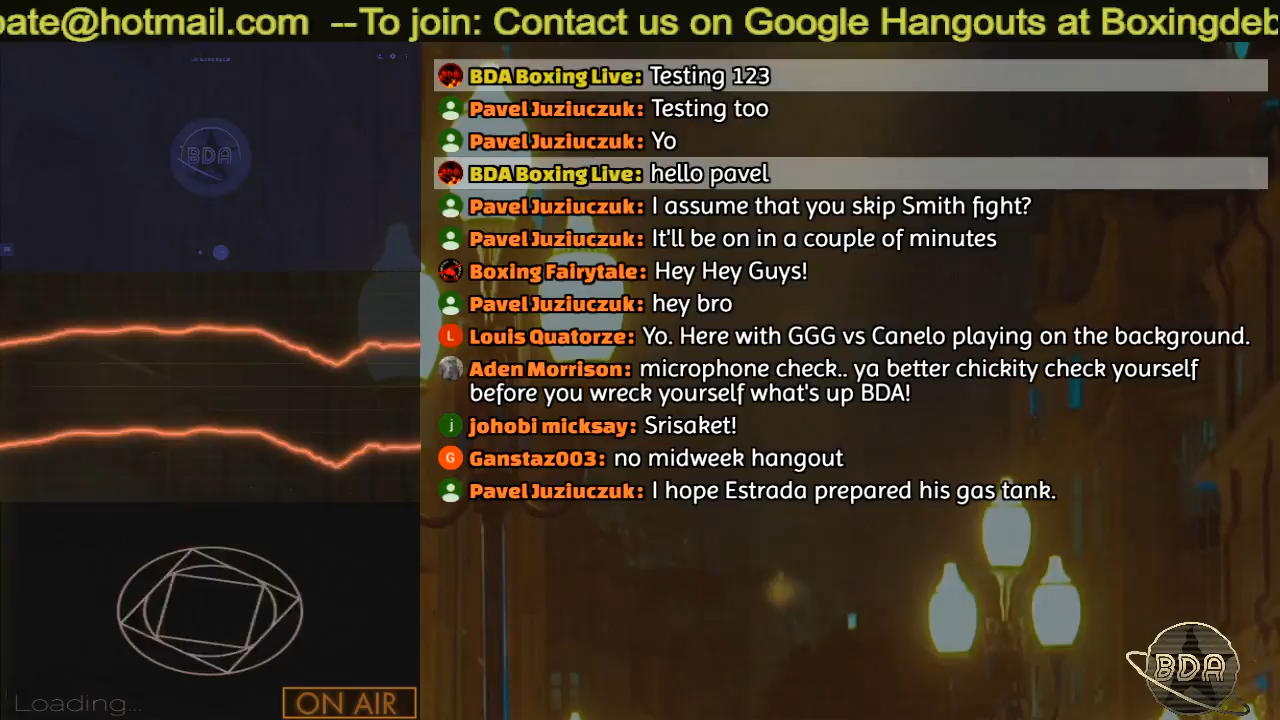 bate@hotmail.com --To join: Contact us on Google Hangouts at Boxingdeb
BDA Boxing Live: Testing 123
Pavel Juziuczuk: Testing too
Pavel Juziuczuk: Yo
BDA Boxing Live: hello pavel
Pavel Juziuczuk: I assume that you skip Smith fight?
Pavel Juziuczuk: It'll be on in a couple of minutes
Boxing Fairytale: Hey Hey Guys!
Pavel Juziuczuk: hey bro
L Louis Quatorze: Yo. Here with GGG vs Canelo playing on the background.
Aden Morrison: microphone check.. ya better chickity check yourself
before you wreck yourself what's up BDA!
j johobi micksay: Srisaket!
G Ganstaz003: no midweek hangout
Pavel Juziuczuk: I hope Estrada prepared his gas tank.
BDA
Loading...
ON AIR
BDA